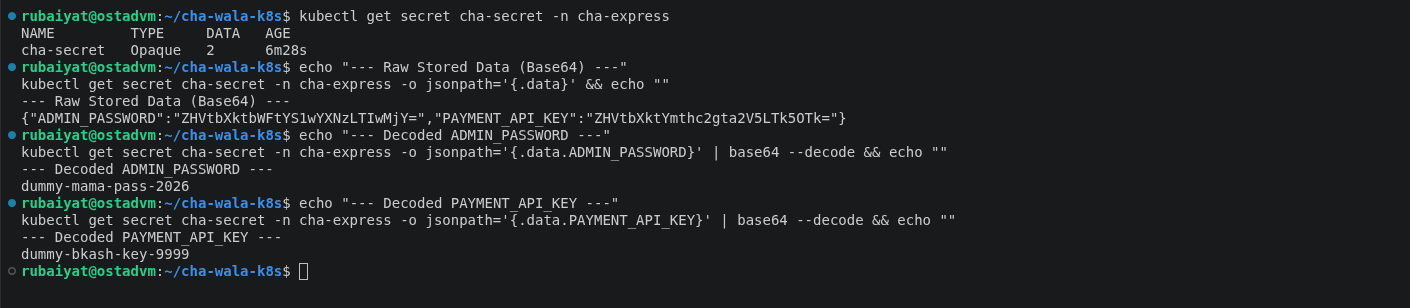 rubaiyat@ostadvm:~/cha-wala-k8s$ kubectl get secret cha-secret -n cha-express
NAME         TYPE     DATA   AGE
cha-secret   Opaque   2      6m28s
rubaiyat@ostadvm:~/cha-wala-k8s$ echo "--- Raw Stored Data (Base64) ---"
kubectl get secret cha-secret -n cha-express -o jsonpath='{.data}' && echo ""
--- Raw Stored Data (Base64) ---
{"ADMIN_PASSWORD":"ZHVtbXktbWFtYS1wYXNzLTIwMjY=","PAYMENT_API_KEY":"ZHVtbXktYmthc2gta2V5LTk5OTk="}
rubaiyat@ostadvm:~/cha-wala-k8s$ echo "--- Decoded ADMIN_PASSWORD ---"
kubectl get secret cha-secret -n cha-express -o jsonpath='{.data.ADMIN_PASSWORD}' | base64 --decode && echo ""
--- Decoded ADMIN_PASSWORD ---
dummy-mama-pass-2026
rubaiyat@ostadvm:~/cha-wala-k8s$ echo "--- Decoded PAYMENT_API_KEY ---"
kubectl get secret cha-secret -n cha-express -o jsonpath='{.data.PAYMENT_API_KEY}' | base64 --decode && echo ""
--- Decoded PAYMENT_API_KEY ---
dummy-bkash-key-9999
rubaiyat@ostadvm:~/cha-wala-k8s$